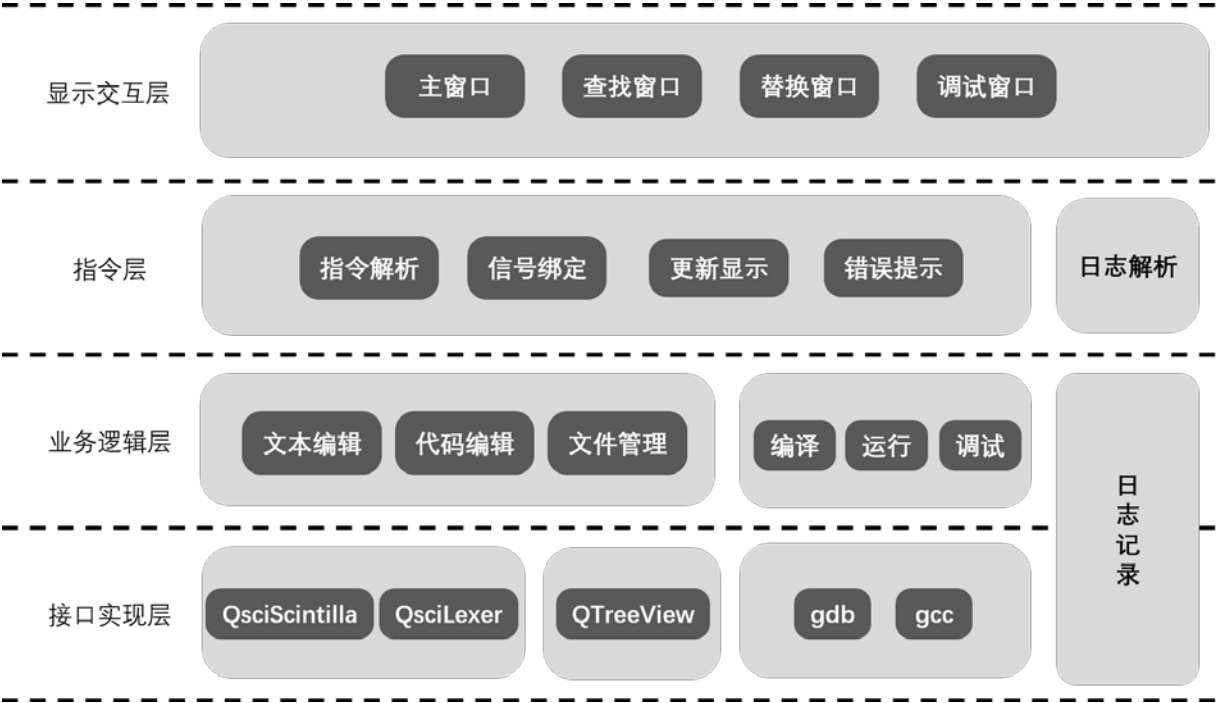 显示交互层
主窗口
查找窗口
替换窗口
调试窗口
指令层
指令解析
信号绑定
更新显示
错误提示
日志解析
业务逻辑层
文本编辑
代码编辑
文件管理
编译
运行
调试
日
志
记
录
接口实现层
QsciScintilla
QsciLexer
QTreeView
gdb
gcc